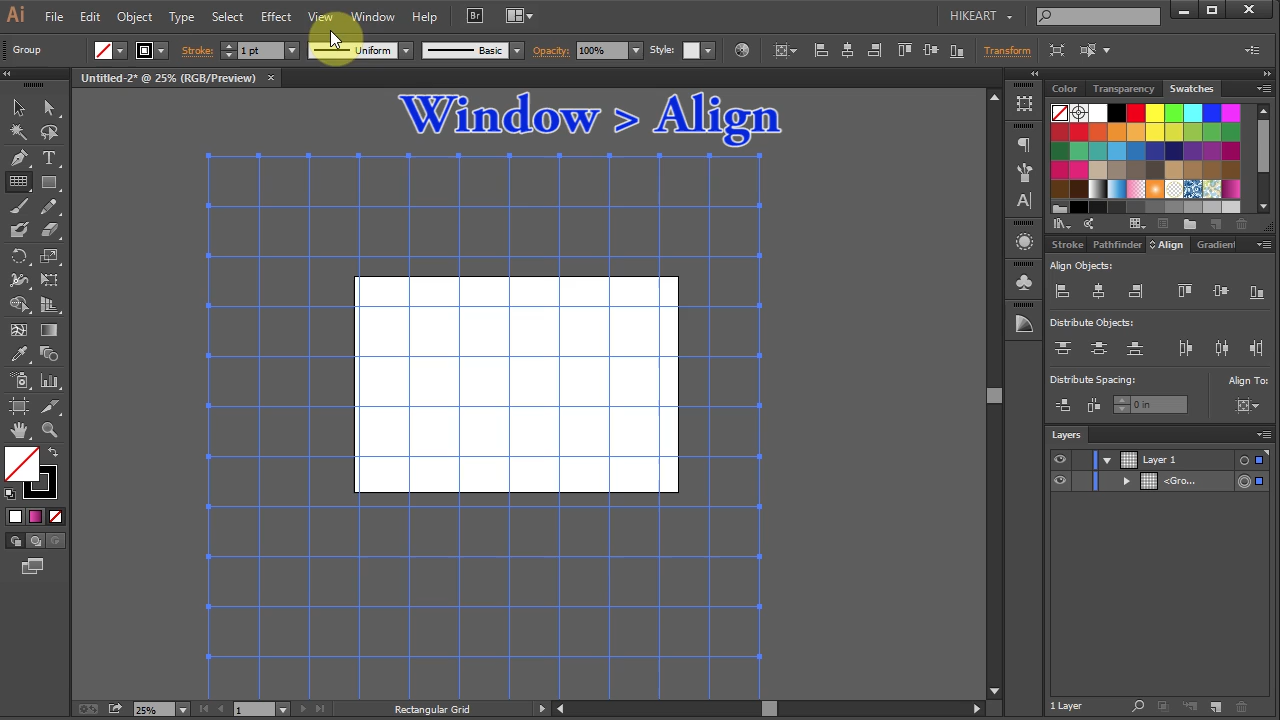 Ai File Edit Object Type Select Effect View Window Help Br HIKEART
Group Stroke: 1 pt Uniform Basic Opacity: 100% Style: Transform
Untitled-2* @ 25% (RGB/Preview) ×
Window > Align
Color Transparency Swatches
Stroke Pathfinder Align Gradien
Align Objects:
Distribute Objects:
Distribute Spacing: Align To:
0 in
Layers
Layer 1
<Gro...
1 Layer
25% 1 Rectangular Grid